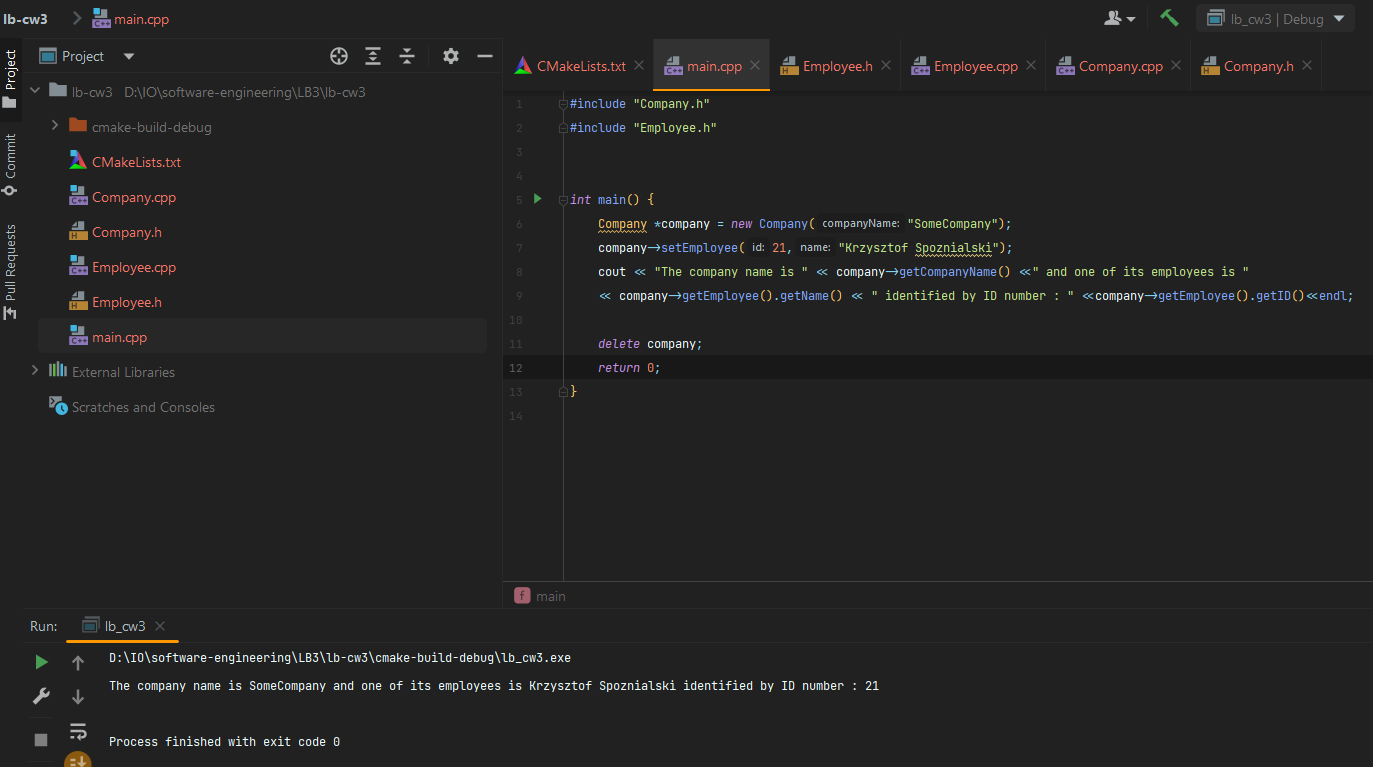 lb-cw3 main.cpp
lb_cw3 | Debug
Project
Commit
Pull Requests
Project
lb-cw3 D:\IO\software-engineering\LB3\lb-cw3
cmake-build-debug
CMakeLists.txt
Company.cpp
Company.h
Employee.cpp
Employee.h
main.cpp
External Libraries
Scratches and Consoles
CMakeLists.txt main.cpp Employee.h Employee.cpp Company.cpp Company.h
1 #include "Company.h"
2 #include "Employee.h"
3
4
5 int main() {
6 Company *company = new Company( companyName: "SomeCompany");
7 company->setEmployee( id: 21, name: "Krzysztof Spoznialski");
8 cout << "The company name is " << company->getCompanyName() <<" and one of its employees is "
9 << company->getEmployee().getName() << " identified by ID number : " <<company->getEmployee().getID()<<endl;
10
11 delete company;
12 return 0;
13 }
14
f main
Run: lb_cw3
D:\IO\software-engineering\LB3\lb-cw3\cmake-build-debug\lb_cw3.exe
The company name is SomeCompany and one of its employees is Krzysztof Spoznialski identified by ID number : 21
Process finished with exit code 0